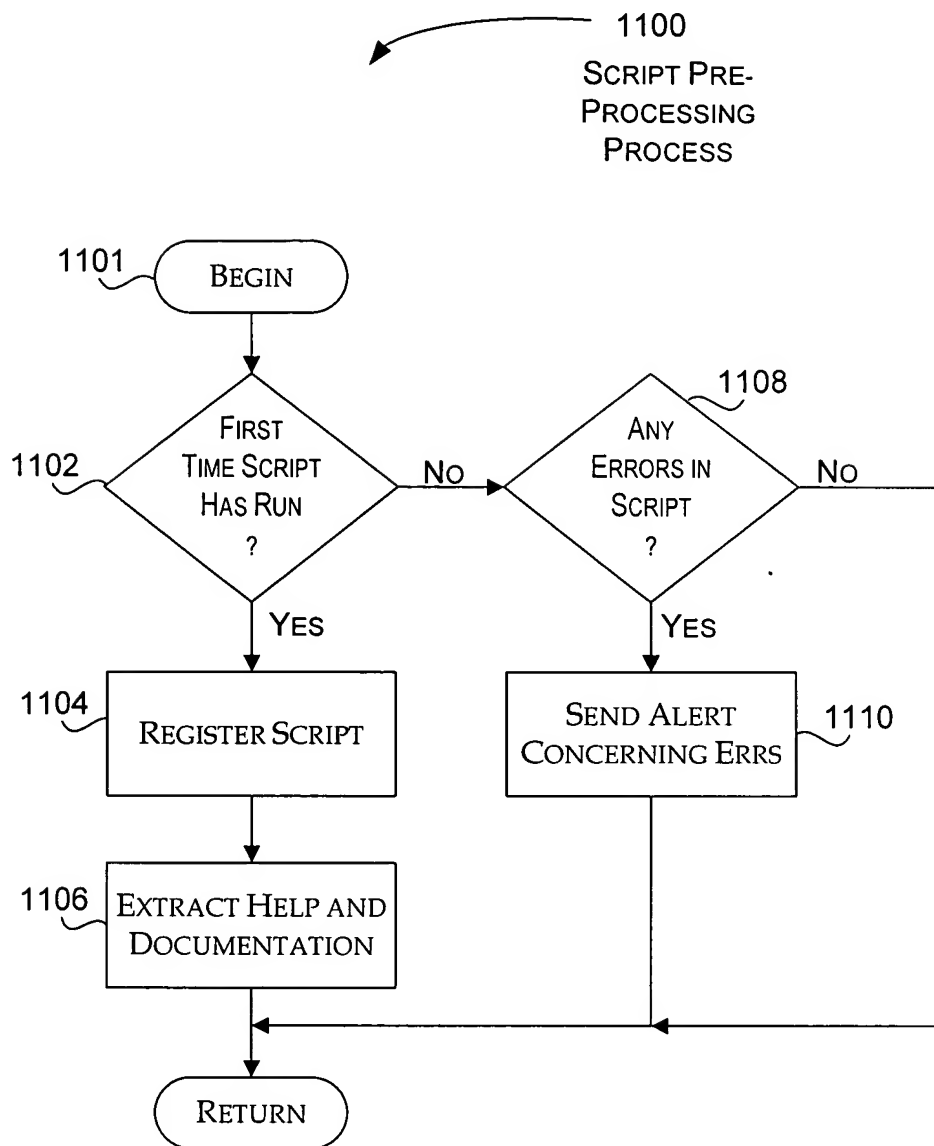 1100
SCRIPT PRE-
PROCESSING
PROCESS
1101
BEGIN
1102
FIRST
TIME SCRIPT
HAS RUN
?
NO
1108
ANY
ERRORS IN
SCRIPT
?
NO
YES
YES
1104
REGISTER SCRIPT
SEND ALERT
CONCERNING ERRS
1110
1106
EXTRACT HELP AND
DOCUMENTATION
RETURN